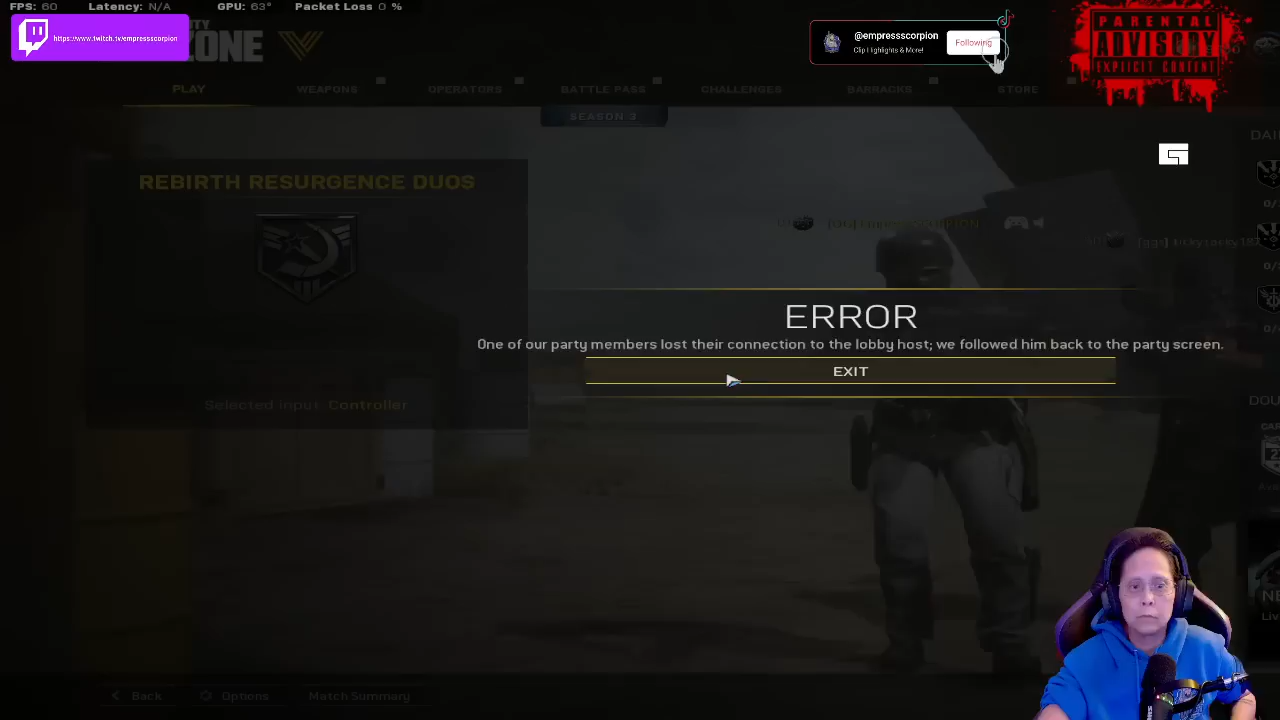 FPS: 60 Latency: N/A GPU: 63° Packet Loss 0 %
https://www.twitch.tv/empressscorpion
ZONE
@empressscorpion
Clip Highlights & More!
Following
PARENTAL
ADVISORY
EXPLICIT CONTENT
PLAY WEAPONS OPERATORS BATTLE PASS CHALLENGES BARRACKS STORE
SEASON 3
REBIRTH RESURGENCE DUOS
ERROR
One of our party members lost their connection to the lobby host; we followed him back to the party screen.
EXIT
Selected input: Controller
Back Options Match Summary